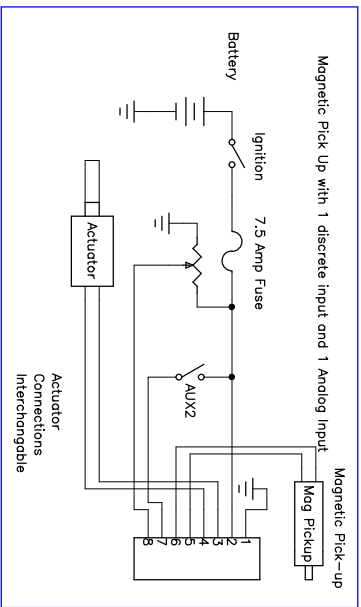 Magnetic Pick Up with 1 discrete input and 1 Analog Input
Magnetic Pick-up
Mag Pickup
Battery
Ignition
7.5 Amp Fuse
AUX2
Actuator
Actuator
Connections
Interchangable
1
2
3
4
5
6
7
8